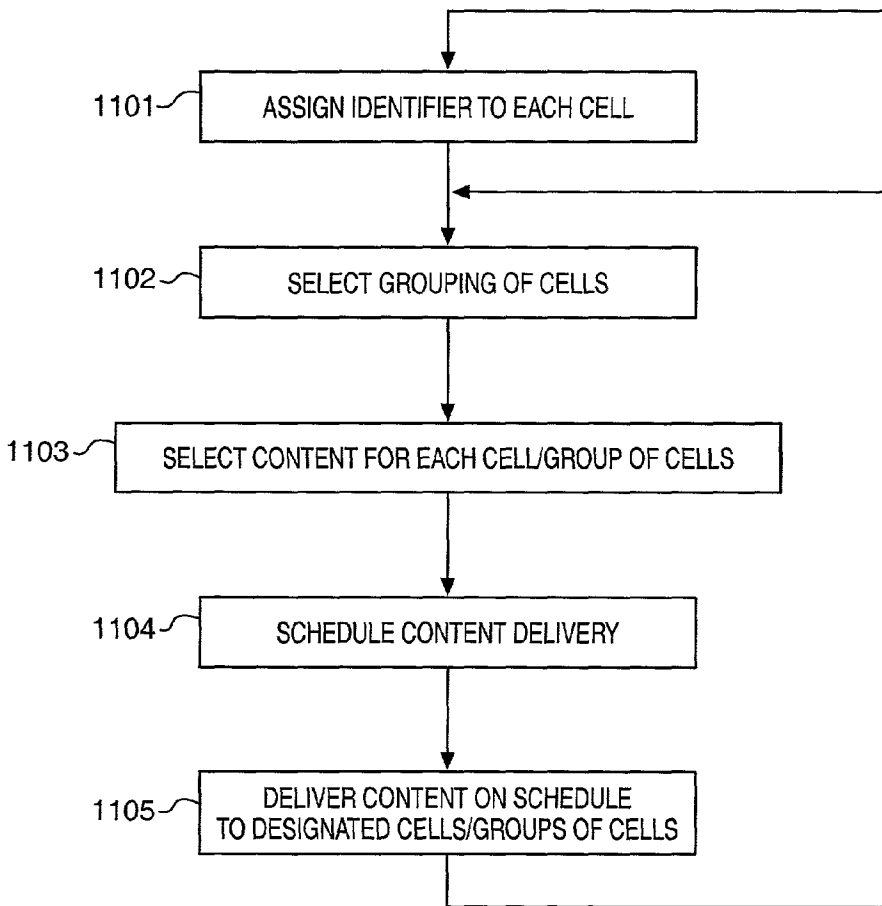 1101
ASSIGN IDENTIFIER TO EACH CELL
1102
SELECT GROUPING OF CELLS
1103
SELECT CONTENT FOR EACH CELL/GROUP OF CELLS
1104
SCHEDULE CONTENT DELIVERY
1105
DELIVER CONTENT ON SCHEDULE
TO DESIGNATED CELLS/GROUPS OF CELLS